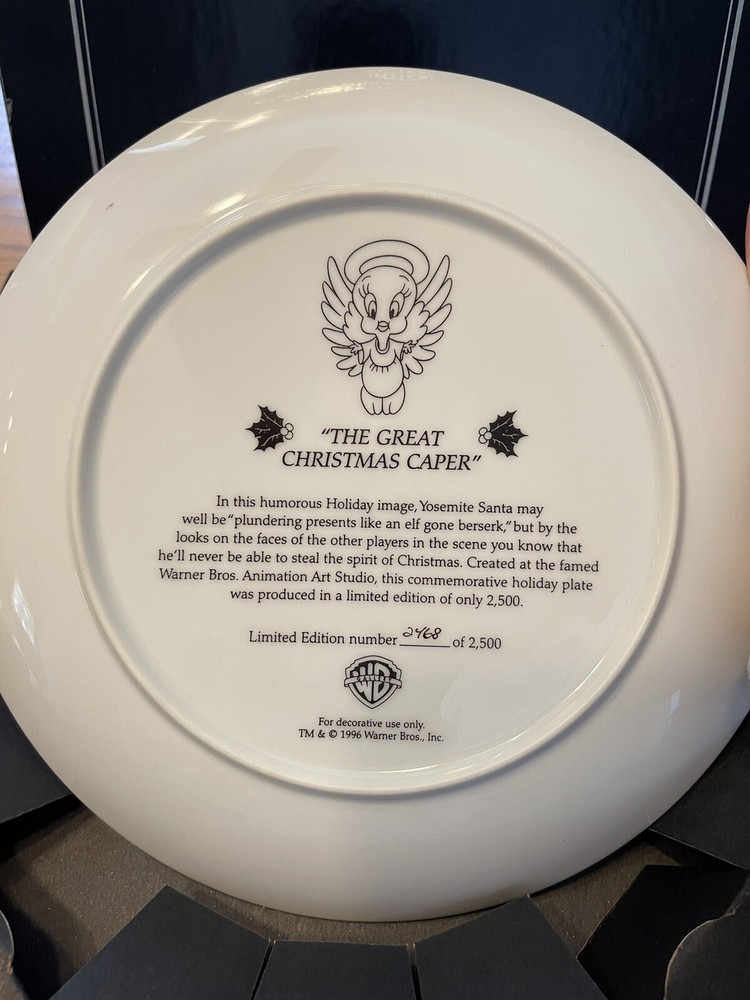 "THE GREAT
CHRISTMAS CAPER"
In this humorous Holiday image, Yosemite Santa may
well be "plundering presents like an elf gone berserk," but by the
looks on the faces of the other players in the scene you know that
he'll never be able to steal the spirit of Christmas. Created at the famed
Warner Bros. Animation Art Studio, this commemorative holiday plate
was produced in a limited edition of only 2,500.
Limited Edition number 2468 of 2,500
WB
For decorative use only.
TM & © 1996 Warner Bros., Inc.